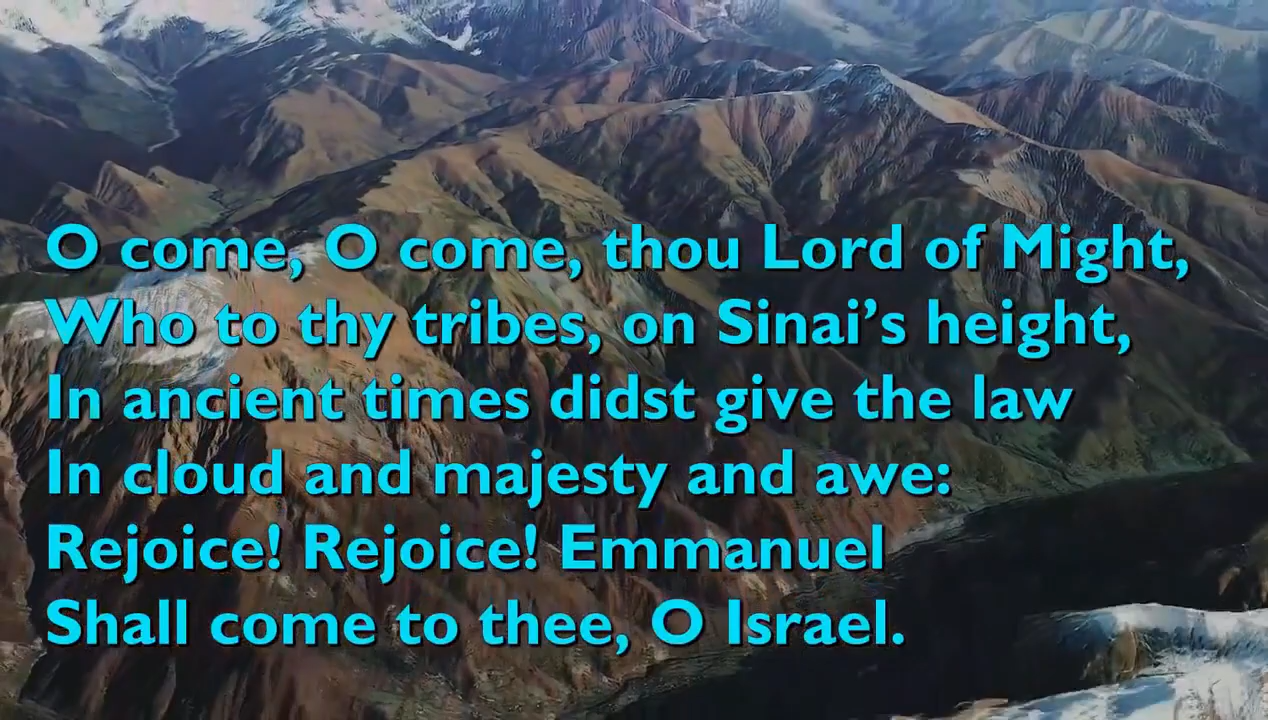 O come, O come, thou Lord of Might,
Who to thy tribes, on Sinai’s height,
In ancient times didst give the law
In cloud and majesty and awe:
Rejoice! Rejoice! Emmanuel
Shall come to thee, O Israel.